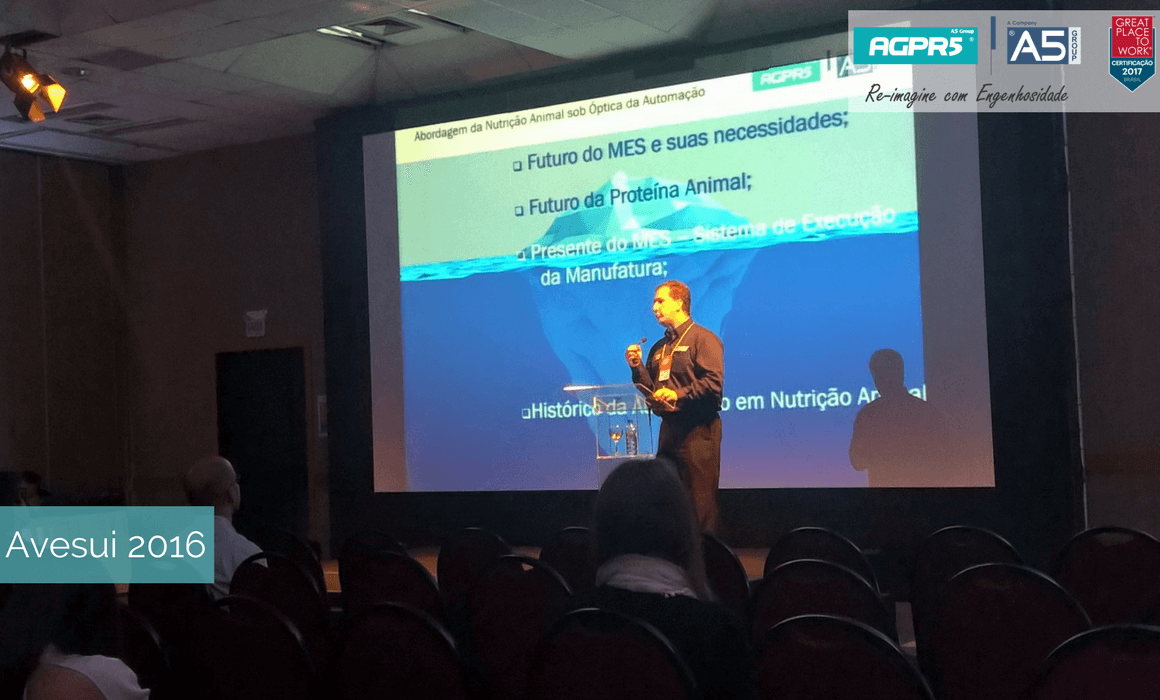 AGPR5
A5 Group
®
A Company
®A5
GROUP
GREAT
PLACE
TO
WORK®
CERTIFICAÇÃO
2017
BRASIL
Re-imagine com Engenhosidade
AGPR5
A5
Abordagem da Nutrição Animal sob Óptica da Automação
❑ Futuro do MES e suas necessidades;
❑ Futuro da Proteína Animal;
❑ Presente do MES – Sistema de Execução
da Manufatura;
❑Histórico da em Nutrição Animal
Avesui 2016